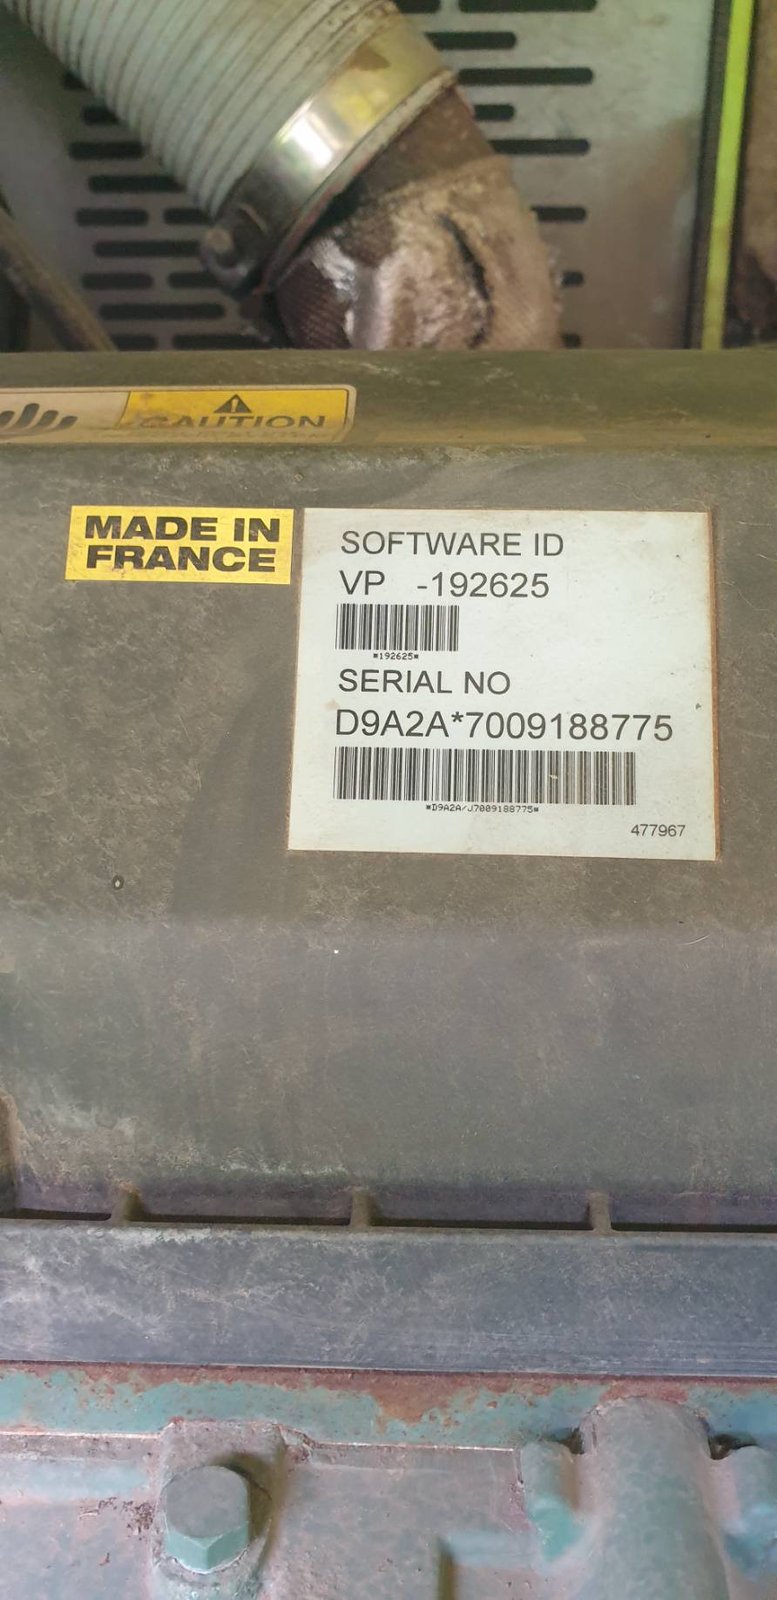 CAUTION
MADE IN
FRANCE
SOFTWARE ID
VP -192625
*192625*
SERIAL NO
D9A2A*7009188775
*D9A2A/J7009188775*
477967